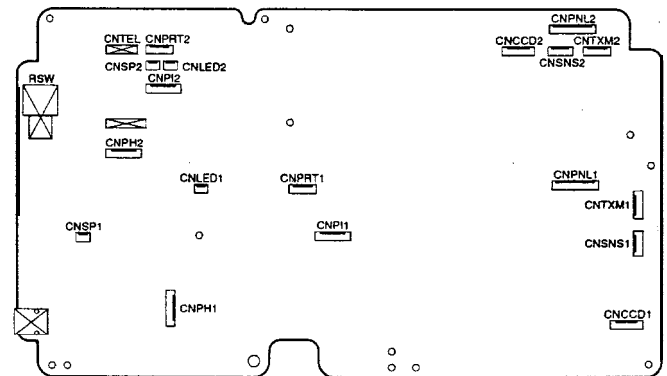 CNPNL2
CNTEL CNPRT2 CNCCD2 CNTXM2
CNSP2 CNLED2 CNSNS2
RSW CNPI2
CNPH2
CNLED1 CNPRT1 CNPNL1
CNTXM1
CNSP1 CNPI1
CNSNS1
CNPH1
CNCCD1